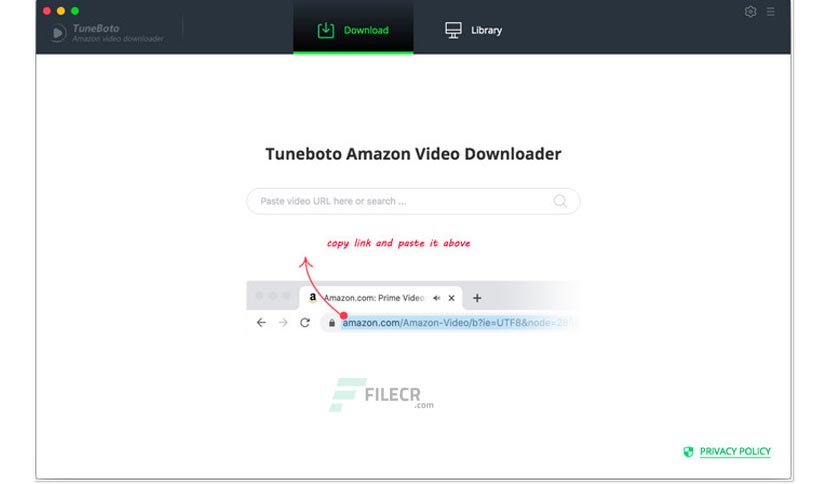 TuneBoto
Amazon video downloader
Download
Library
Tuneboto Amazon Video Downloader
Paste video URL here or search ...
copy link and paste it above
a Amazon.com: Prime Video
amazon.com/Amazon-Video/b?ie=UTF8&node=285
FILECR
.com
PRIVACY POLICY